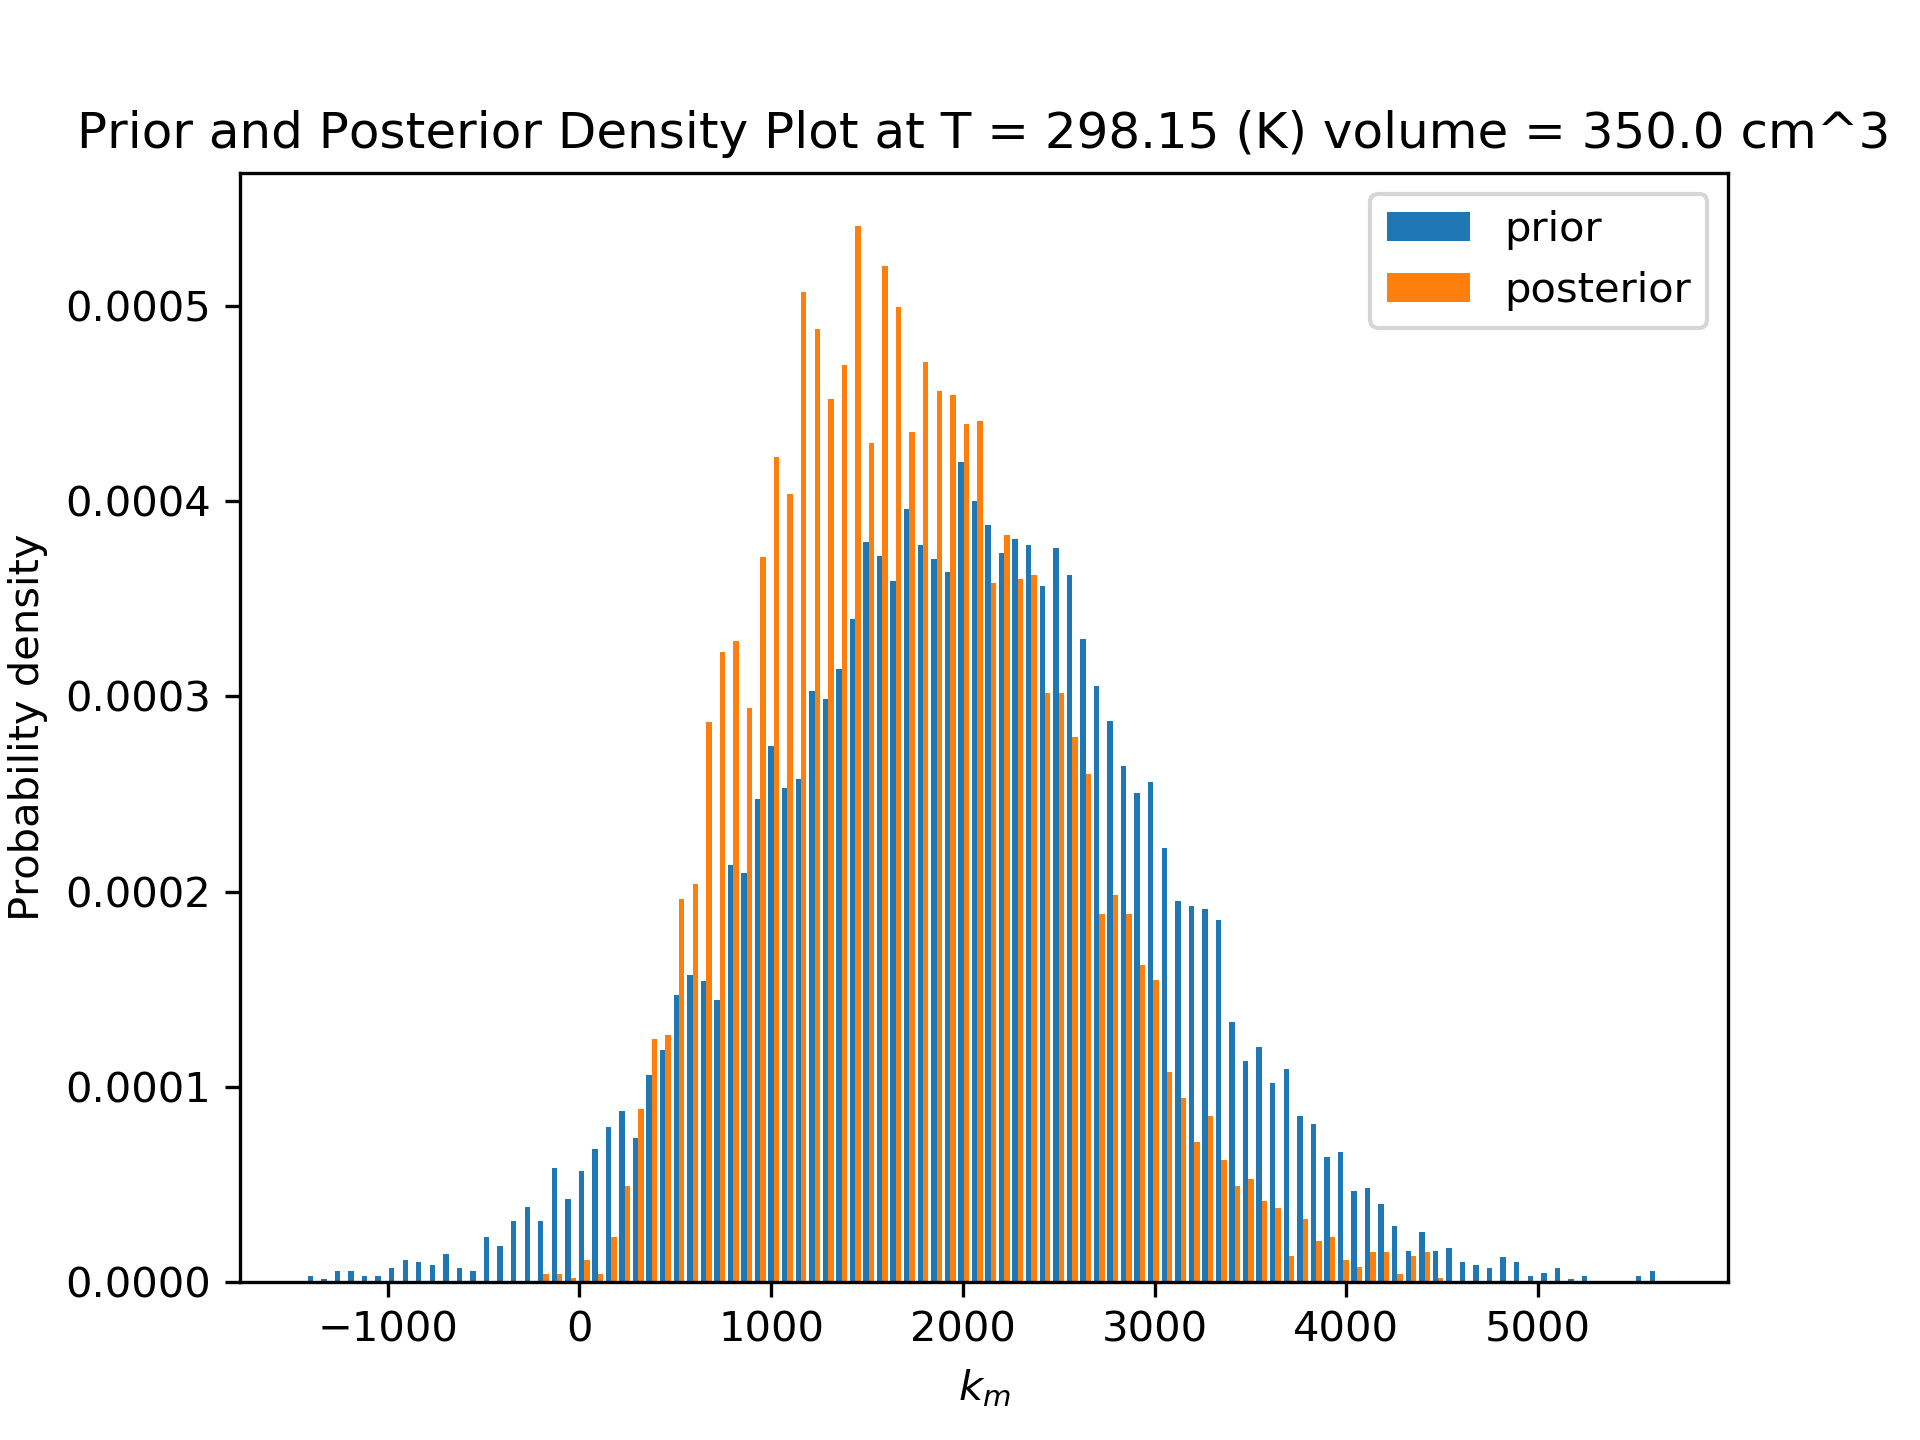 Prior and Posterior Density Plot at T = 298.15 (K) volume = 350.0 cm^3
prior
posterior
Probability density
0.0005
0.0004
0.0003
0.0002
0.0001
0.0000
−1000 0 1000 2000 3000 4000 5000
k_m